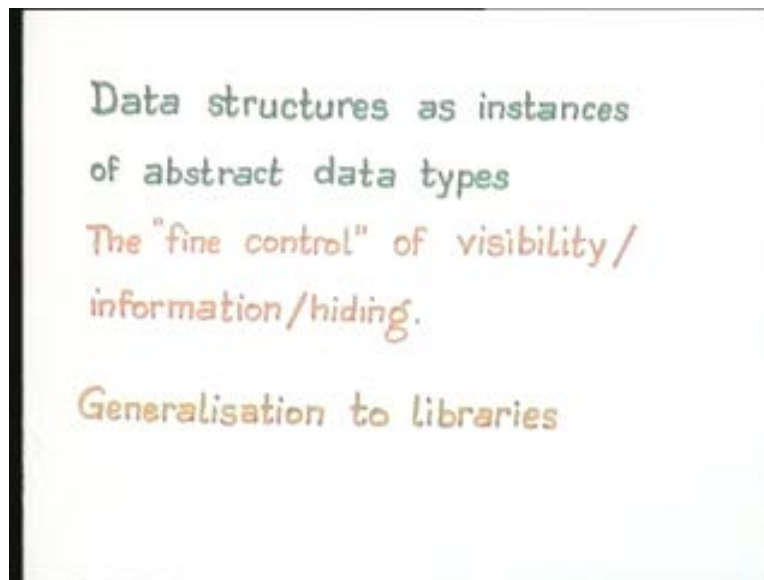 Data structures as instances
of abstract data types
The "fine control" of visibility/
information/hiding.
Generalisation to libraries